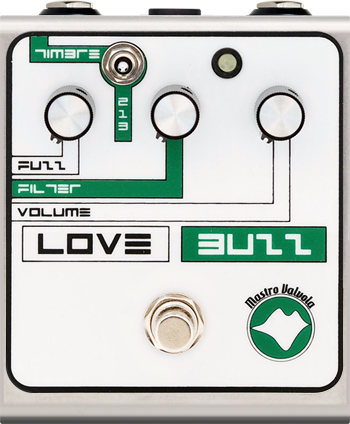 TIMBRE
213
FUZZ
FILTER
VOLUME
LOVE BUZZ
Mastro Valvola